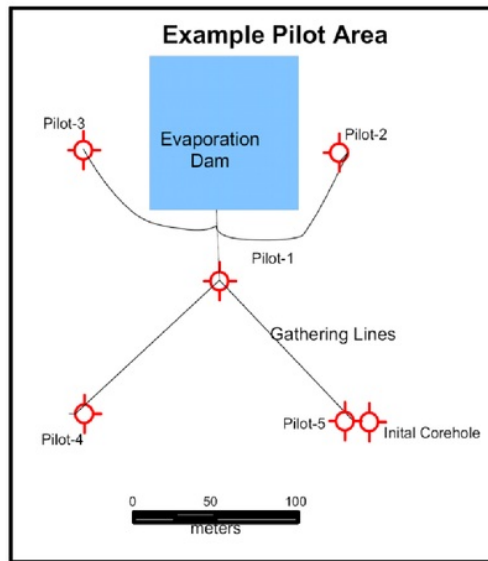 Example Pilot Area
Pilot-3
Pilot-2
Evaporation
Dam
Pilot-1
Gathering Lines
Pilot-4
Pilot-5
Inital Corehole
0 50 100
meters